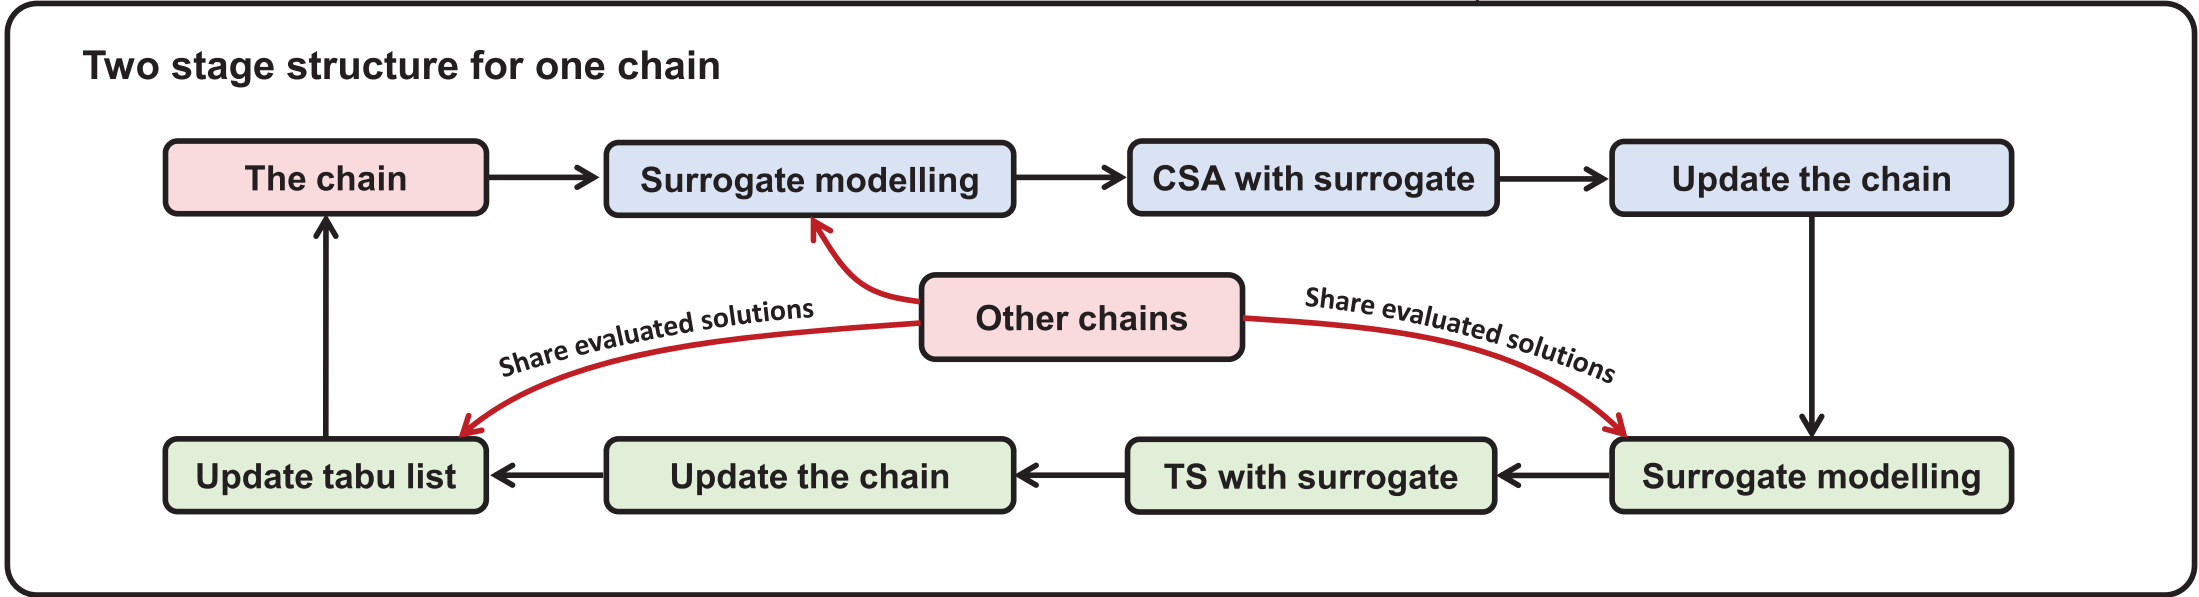 Two stage structure for one chain
The chain
Surrogate modelling
CSA with surrogate
Update the chain
Other chains
Share evaluated solutions
Share evaluated solutions
Update tabu list
Update the chain
TS with surrogate
Surrogate modelling